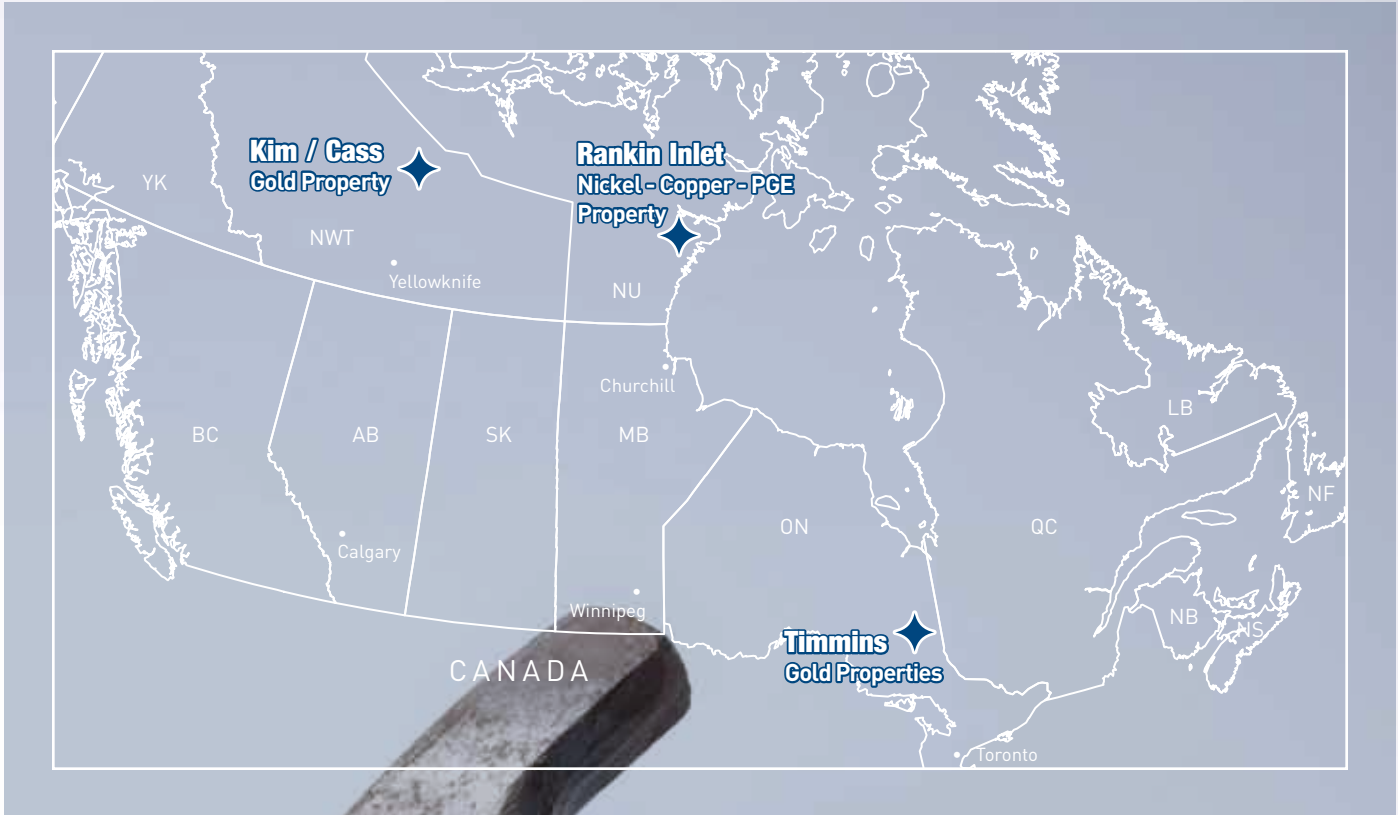 Kim / Cass
Gold Property
Rankin Inlet
Nickel - Copper - PGE
Property
YK
NWT
Yellowknife
NU
Churchill
LB
BC
AB
SK
MB
NF
ON
QC
Calgary
Winnipeg
NB
NS
Timmins
Gold Properties
CANADA
Toronto